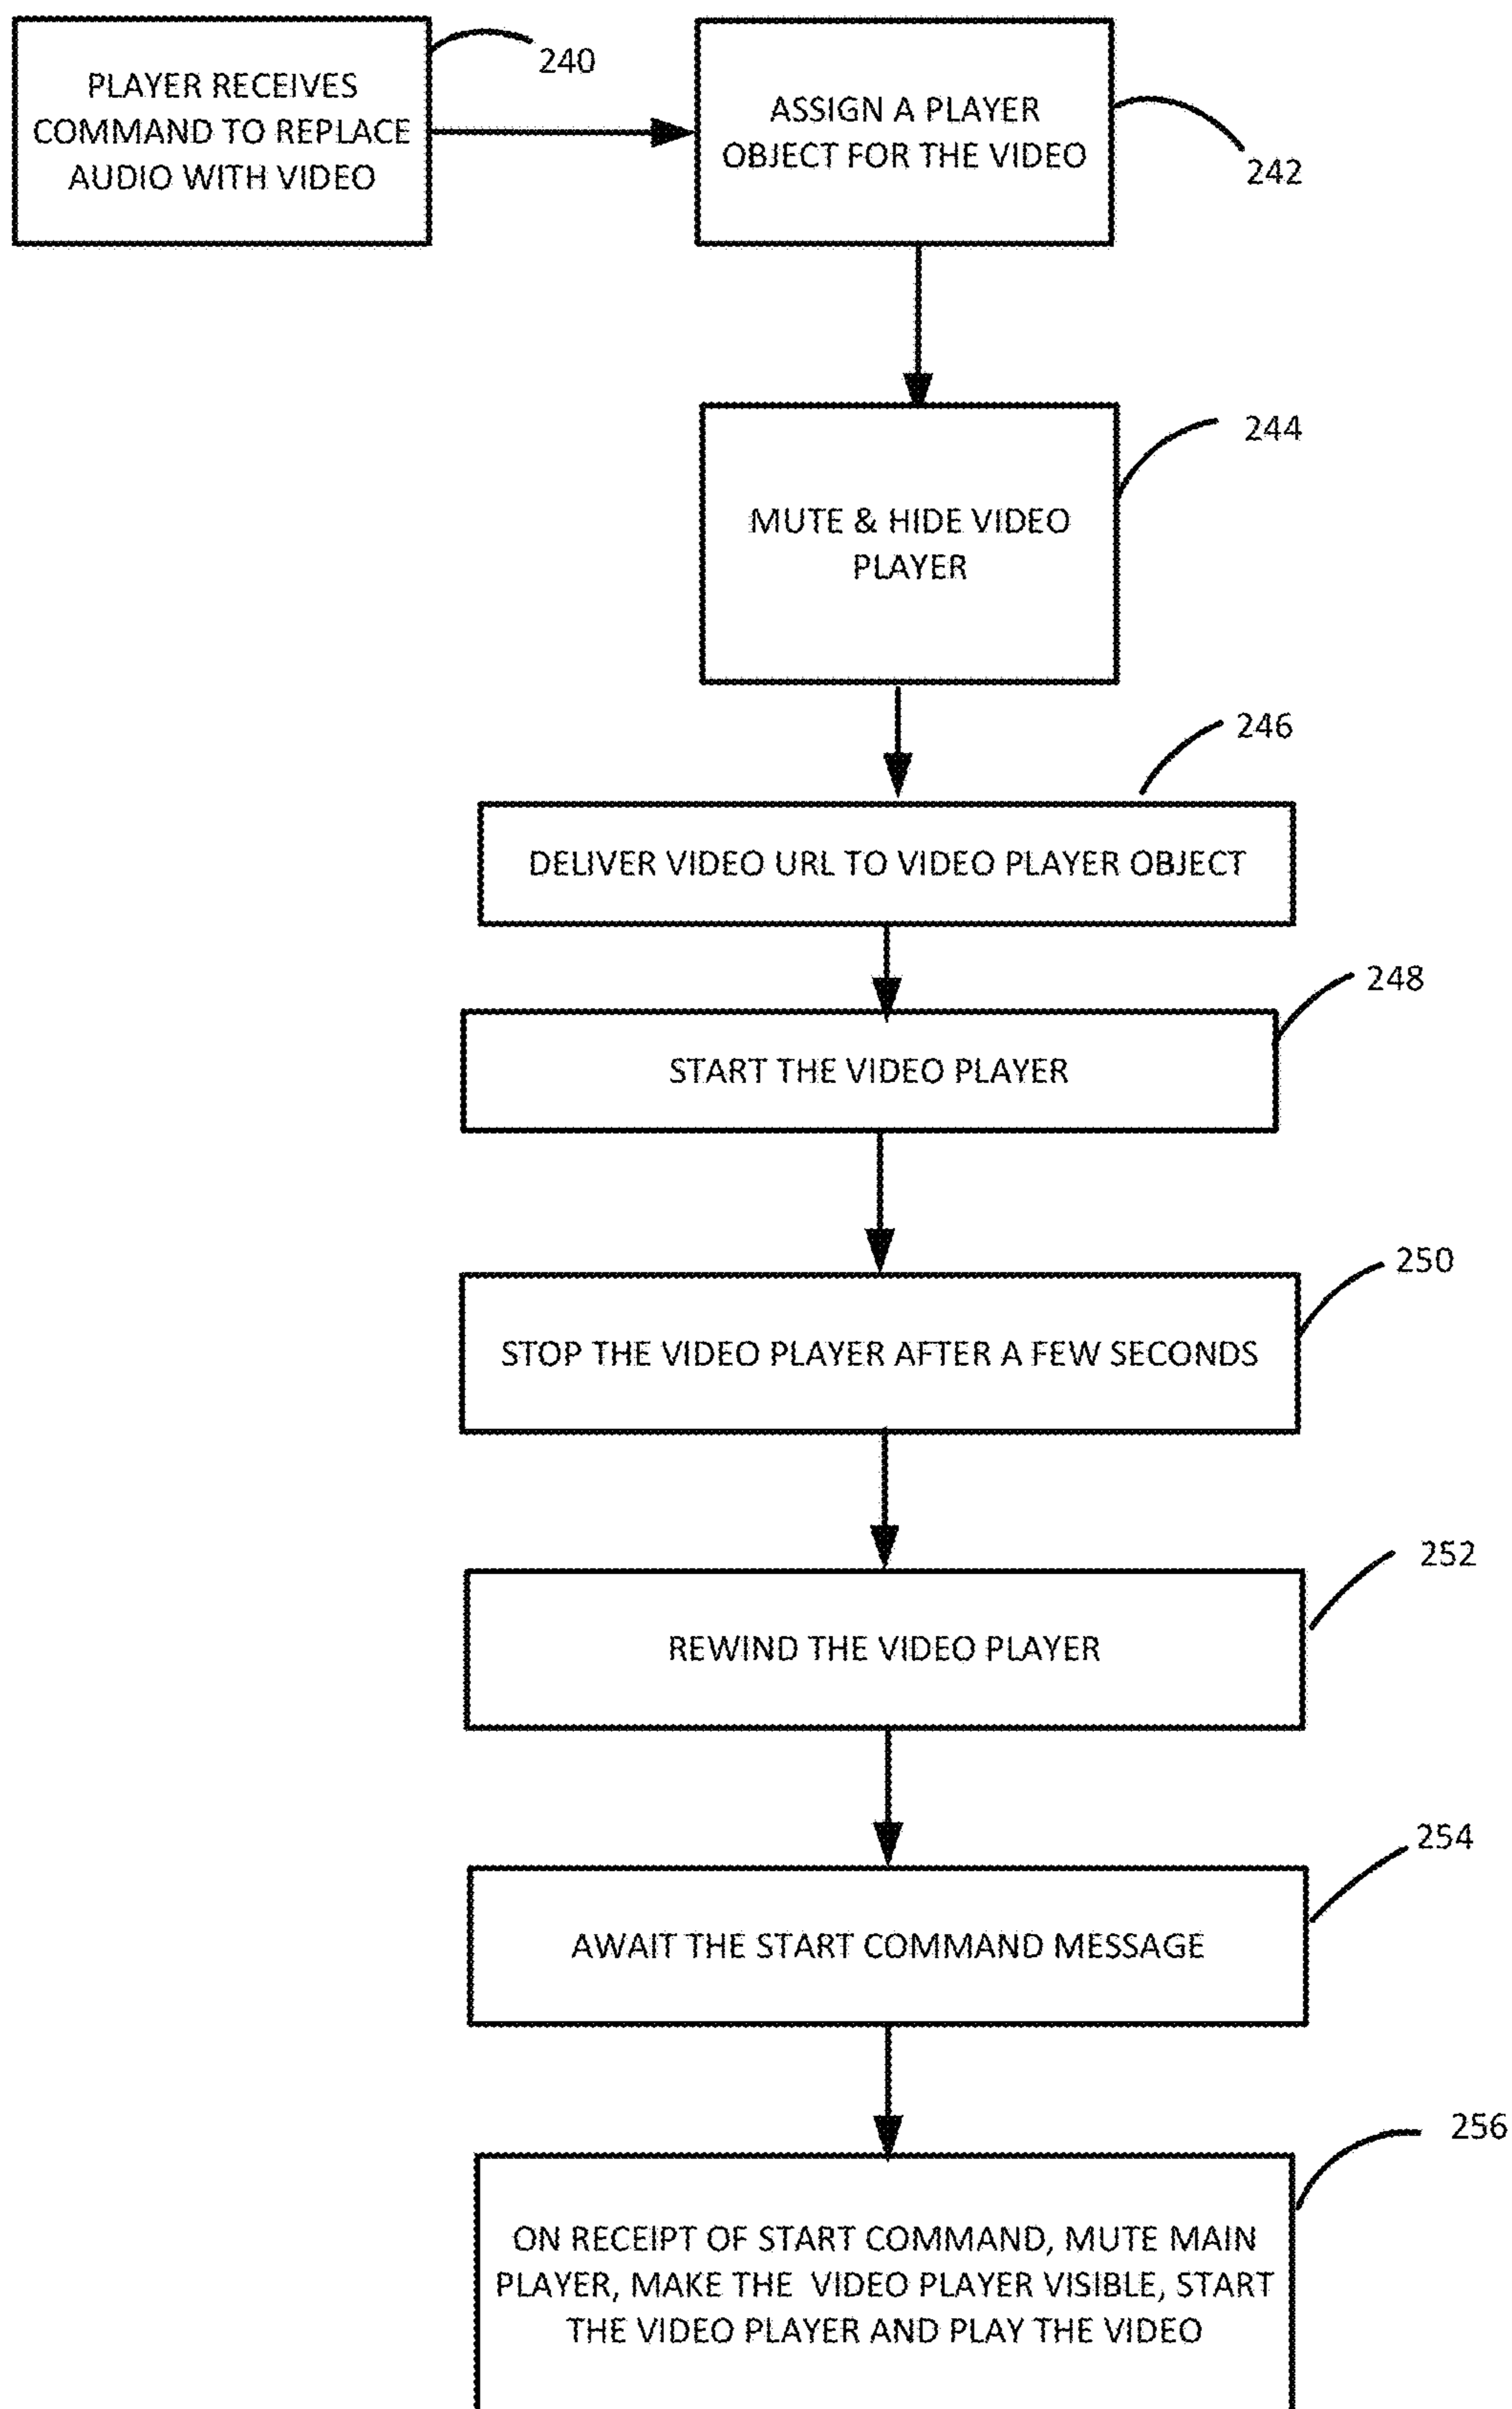 PLAYER RECEIVES
COMMAND TO REPLACE
AUDIO WITH VIDEO
240
ASSIGN A PLAYER
OBJECT FOR THE VIDEO
242
MUTE & HIDE VIDEO
PLAYER
244
246
DELIVER VIDEO URL TO VIDEO PLAYER OBJECT
248
START THE VIDEO PLAYER
250
STOP THE VIDEO PLAYER AFTER A FEW SECONDS
252
REWIND THE VIDEO PLAYER
254
AWAIT THE START COMMAND MESSAGE
256
ON RECEIPT OF START COMMAND, MUTE MAIN
PLAYER, MAKE THE VIDEO PLAYER VISIBLE, START
THE VIDEO PLAYER AND PLAY THE VIDEO